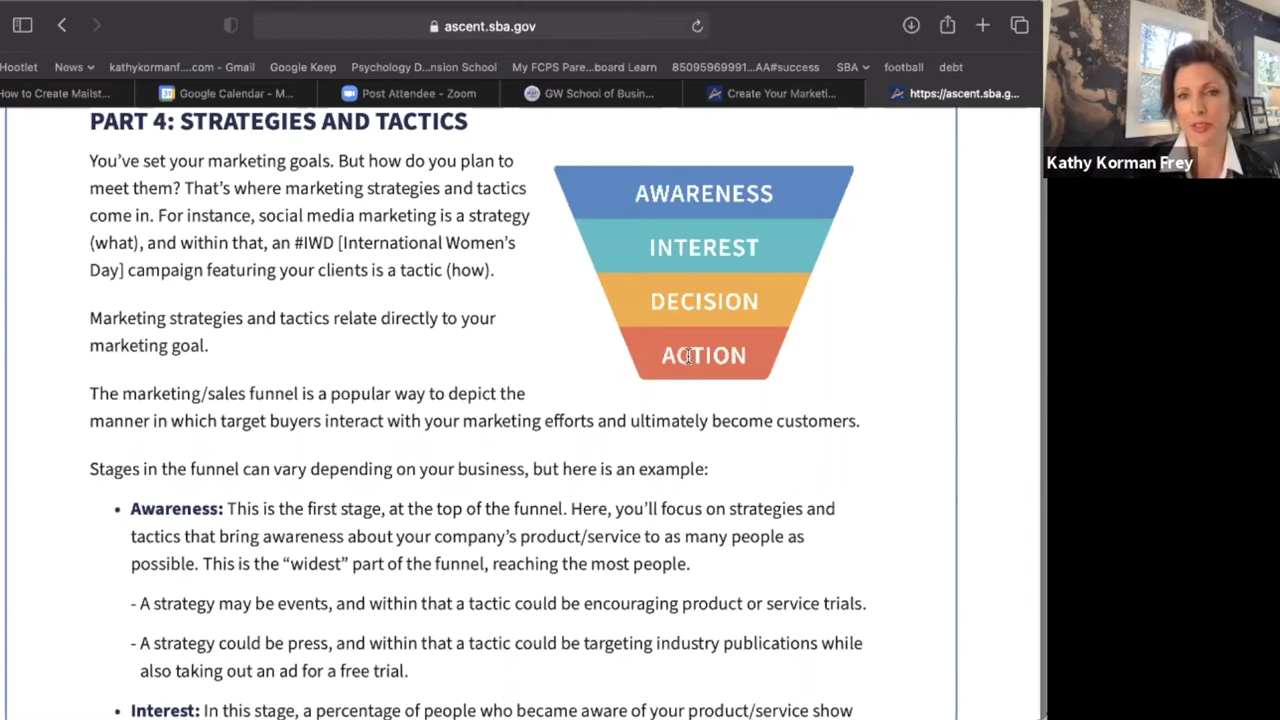 ascent.sba.gov
Hootlet News kathykormanf....com - Gmail Google Keep Psychology D...nsion School My FCPS Pare...board Learn 85095969991...AA#success SBA football debt
How to Create Mailst... Google Calendar - M... Post Attendee - Zoom GW School of Busin... Create Your Marketi... https://ascent.sba.g...
Kathy Korman Frey
PART 4: STRATEGIES AND TACTICS
You’ve set your marketing goals. But how do you plan to
meet them? That’s where marketing strategies and tactics
come in. For instance, social media marketing is a strategy
(what), and within that, an #IWD [International Women’s
Day] campaign featuring your clients is a tactic (how).
Marketing strategies and tactics relate directly to your
marketing goal.
AWARENESS
INTEREST
DECISION
ACTION
The marketing/sales funnel is a popular way to depict the
manner in which target buyers interact with your marketing efforts and ultimately become customers.
Stages in the funnel can vary depending on your business, but here is an example:
• Awareness: This is the first stage, at the top of the funnel. Here, you’ll focus on strategies and
tactics that bring awareness about your company’s product/service to as many people as
possible. This is the “widest” part of the funnel, reaching the most people.
- A strategy may be events, and within that a tactic could be encouraging product or service trials.
- A strategy could be press, and within that a tactic could be targeting industry publications while
also taking out an ad for a free trial.
• Interest: In this stage, a percentage of people who became aware of your product/service show